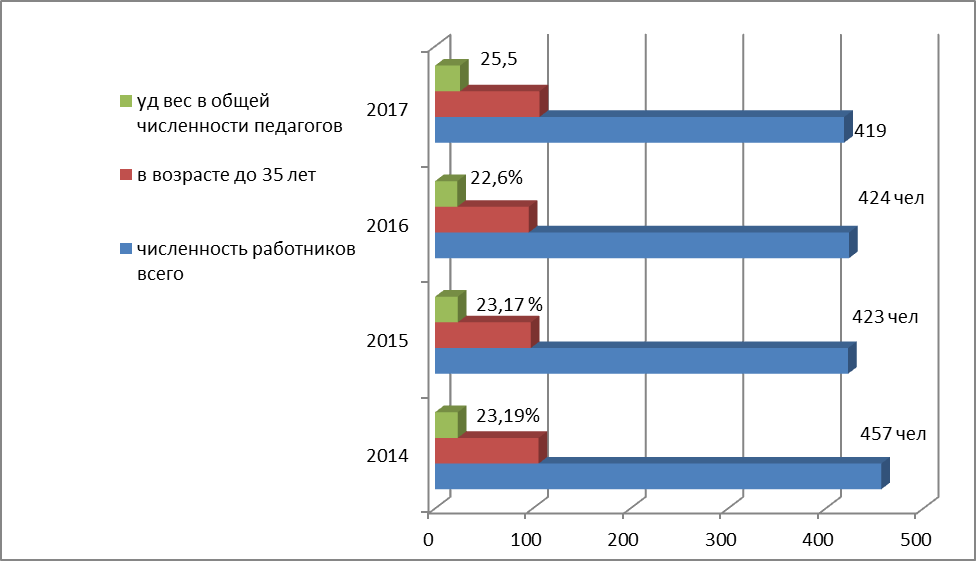 уд вес в общей
численности педагогов
в возрасте до 35 лет
численность работников
всего
2017
25,5
419
2016
22,6%
424 чел
2015
23,17 %
423 чел
2014
23,19%
457 чел
0 100 200 300 400 500